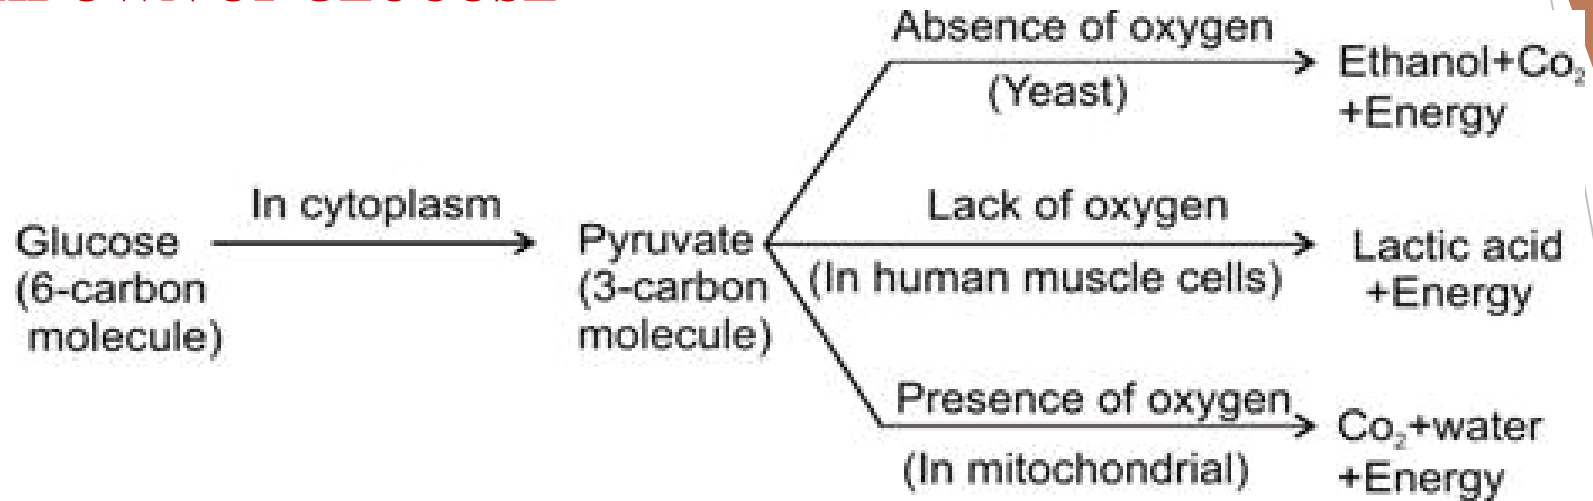 Absence of oxygen
(Yeast)
Ethanol+Co₂
+Energy
In cytoplasm
Glucose
(6-carbon
molecule)
Pyruvate
(3-carbon
molecule)
Lack of oxygen
(In human muscle cells)
Lactic acid
+Energy
Presence of oxygen
(In mitochondrial)
Co₂+water
+Energy